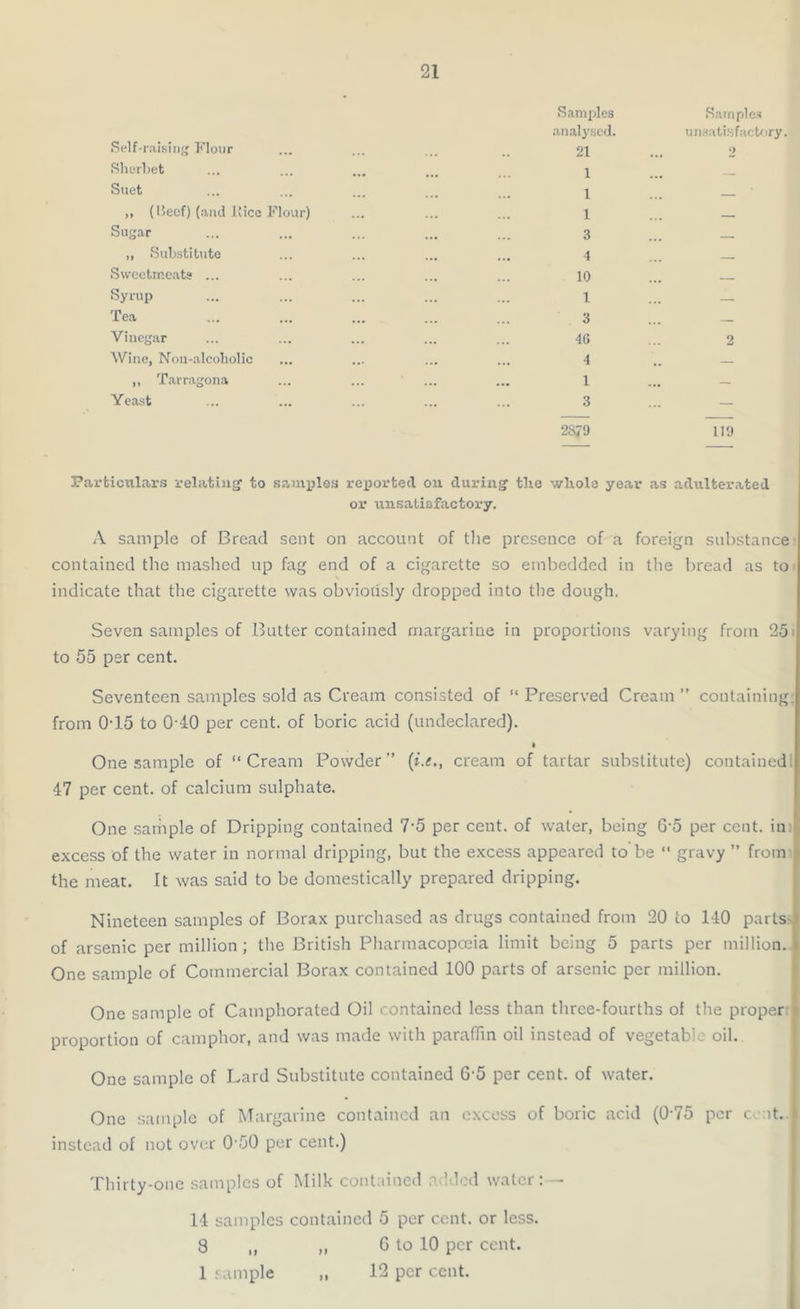 21
Samples Samples
analysed. unsatisfactory.
Self-raising Flour ... ... ... .. 21 ... 2
Sherbet ... ... ... ... ... 1 ... —
Suet ... ... ... ... ... 1 ... —
„ (Beef) (and Rice Flour) ... ... ... 1 ... —
Sugar ... ... ... ... ... 3 ... —
„ Substitute ... ... ... ... 4 ... —
Sweetmeats ... ... ... ... ... 10 ... —
Syrup ... ... ... ... ... 1 ... —
Tea ... ... ... ... ... 3 ... —
Vinegar ... ... ... ... ... 46 ... 2
Wine, Non-alcoholic ... ... ... ... 4 .. —
„ Tarragona ... ... ... ... 1 ... —
Yeast ... ... ... ... ... 3 ... —
2879 119
Particulars relating to samples reported on during the whole year as adulterated
or unsatisfactory.
A sample of Bread sent on account of the presence of a foreign substance
contained the mashed up fag end of a cigarette so embedded in the bread as to
indicate that the cigarette was obviously dropped into the dough.
Seven samples of Butter contained margarine in proportions varying from 25
to 55 per cent.
Seventeen samples sold as Cream consisted of “ Preserved Cream ” containing
from 0·15 to 0·40 per cent. of boric acid (undeclared).
One sample of “ Cream Powder ” (i.e., cream of tartar substitute) contained
47 per cent. of calcium sulphate.
One sample of Dripping contained 7·5 per cent. of water, being 6·5 per cent. in
excess of the water in normal dripping, but the excess appeared to be “ gravy ” from
the meat. It was said to be domestically prepared dripping.
Nineteen samples of Borax purchased as drugs contained from 20 to 140 parts
of arsenic per million ; the British Pharmacopœia limit being 5 parts per million.
One sample of Commercial Borax contained 100 parts of arsenic per million.
One sample of Camphorated Oil contained less than three-fourths of the proper
proportion of camphor, and was made with paraffin oil instead of vegetable oil.
One sample of Lard Substitute contained 6·5 per cent. of water.
One sample of Margarine contained an excess of boric acid (0·75 per cent.
instead of not over 0·50 per cent.)
Thirty-one samples of Milk contained added water : —
14 samples contained 5 per cent. or less.
8 „ „ 6 to 10 per cent.
1 sample „ 12 per cent.